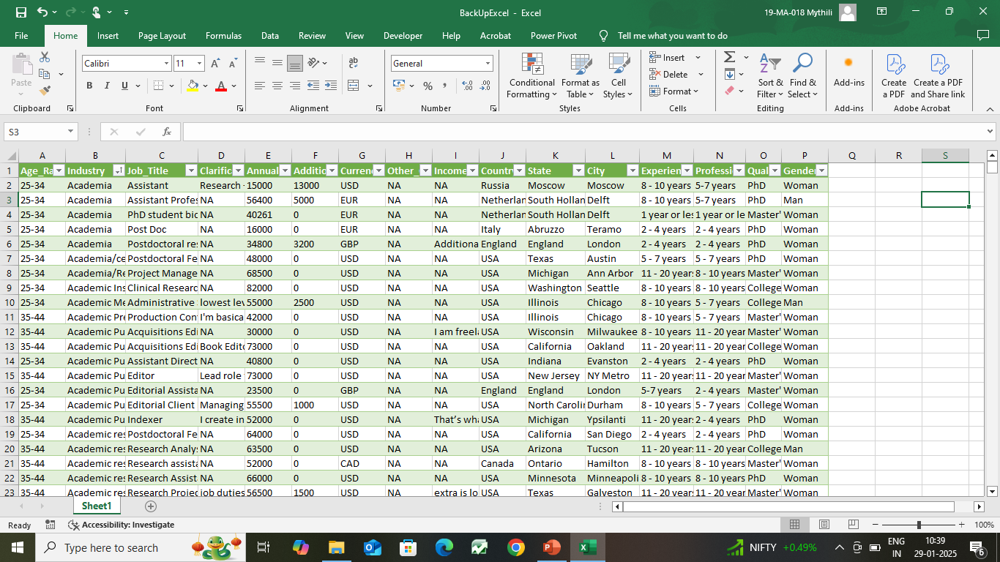 BackUpExcel - Excel
19-MA-018 Mythili
File Home Insert Page Layout Formulas Data Review View Developer Help Acrobat Power Pivot Tell me what you want to do
Paste
Calibri 11 A A
B I U A
ab
General
% ,
Conditional Formatting
Format as Table
Cell Styles
Insert
Delete
Format
Sort & Filter
Find & Select
Add-ins
Create a PDF
Create a PDF and Share link
Clipboard Font Alignment Number Styles Cells Editing Add-ins Adobe Acrobat
S3 fx
A B C D E F G H I J K L M N O P Q R S
1 Age_Ra Industry Job_Title Clarific Annual Additic Curren Other_ Income Countr State City Experien Professi Qual Gende
2 25-34 Academia Assistant Research - 15000 13000 USD NA NA Russia Moscow Moscow 8 - 10 years 5-7 years PhD Woman
3 25-34 Academia Assistant Profes NA 56400 5000 EUR NA NA Netherlan South Hollan Delft 8 - 10 years 5-7 years PhD Man
4 25-34 Academia PhD student bio NA 40261 0 EUR NA NA Netherlan South Hollan Delft 1 year or les 1 year or le Master' Woman
5 25-34 Academia Post Doc NA 16000 0 EUR NA NA Italy Abruzzo Teramo 2 - 4 years 2 - 4 years PhD Woman
6 25-34 Academia Postdoctoral res NA 34800 3200 GBP NA Additiona England England London 2 - 4 years 2 - 4 years PhD Woman
7 25-34 Academia/ce Postdoctoral Fe NA 48000 0 USD NA NA USA Texas Austin 5 - 7 years 5 - 7 years PhD Woman
8 25-34 Academia/Re Project Manage NA 68500 0 USD NA NA USA Michigan Ann Arbor 11 - 20 years 8 - 10 years Master' Woman
9 25-34 Academic Ins Clinical Researc NA 82000 0 USD NA NA USA Washington Seattle 8 - 10 years 8 - 10 years College Woman
10 25-34 Academic Me Administrative lowest lev 55000 2500 USD NA NA USA Illinois Chicago 8 - 10 years 5 - 7 years College Man
11 35-44 Academic Pre Production Con I'm basica 42000 0 USD NA NA USA Illinois Chicago 8 - 10 years 5 - 7 years Master' Woman
12 35-44 Academic Pu Acquisitions Edi NA 30000 0 USD NA I am freela USA Wisconsin Milwaukee 8 - 10 years 11 - 20 year Master' Woman
13 35-44 Academic Pu Acquisitions Edi Book Edito 73000 0 USD NA NA USA California Oakland 11 - 20 years 11 - 20 year College Woman
14 25-34 Academic Pu Assistant Direct NA 40800 0 USD NA NA USA Indiana Evanston 2 - 4 years 2 - 4 years PhD Woman
15 35-44 Academic Pu Editor Lead role 73000 0 USD NA NA USA New Jersey NY Metro 11 - 20 years 11 - 20 year Master' Woman
16 25-34 Academic Pu Editorial Assista NA 23500 0 GBP NA NA England England London 5-7 years 2 - 4 years Master' Woman
17 25-34 Academic Pu Editorial Client Managing 55500 1000 USD NA NA USA North Caroli Durham 8 - 10 years 5 - 7 years College Woman
18 35-44 Academic Pu Indexer I create in 52000 0 USD NA That’s wha USA Michigan Ypsilanti 11 - 20 years 2 - 4 years PhD Woman
19 25-34 Academic res Postdoctoral Fe NA 64000 0 USD NA NA USA California San Diego 2 - 4 years 2 - 4 years PhD Woman
20 35-44 Academic res Research Analys NA 63500 0 USD NA NA USA Arizona Tucson 11 - 20 years 11 - 20 year College Man
21 35-44 Academic res Research assista NA 52000 0 CAD NA NA Canada Ontario Hamilton 8 - 10 years 8 - 10 years Master' Woman
22 35-44 Academic res Research Assist NA 66000 0 USD NA NA USA Minnesota Minneapoli 8 - 10 years 8 - 10 years PhD Woman
23 35-44 Academic res Research Projec job duties 56500 1500 USD NA extra is lo USA Texas Galveston 11 - 20 years 11 - 20 year Master' Woman
Sheet1
Ready Accessibility: Investigate 100%
Type here to search
NIFTY +0.49%
ENG IN
10:39
29-01-2025
6